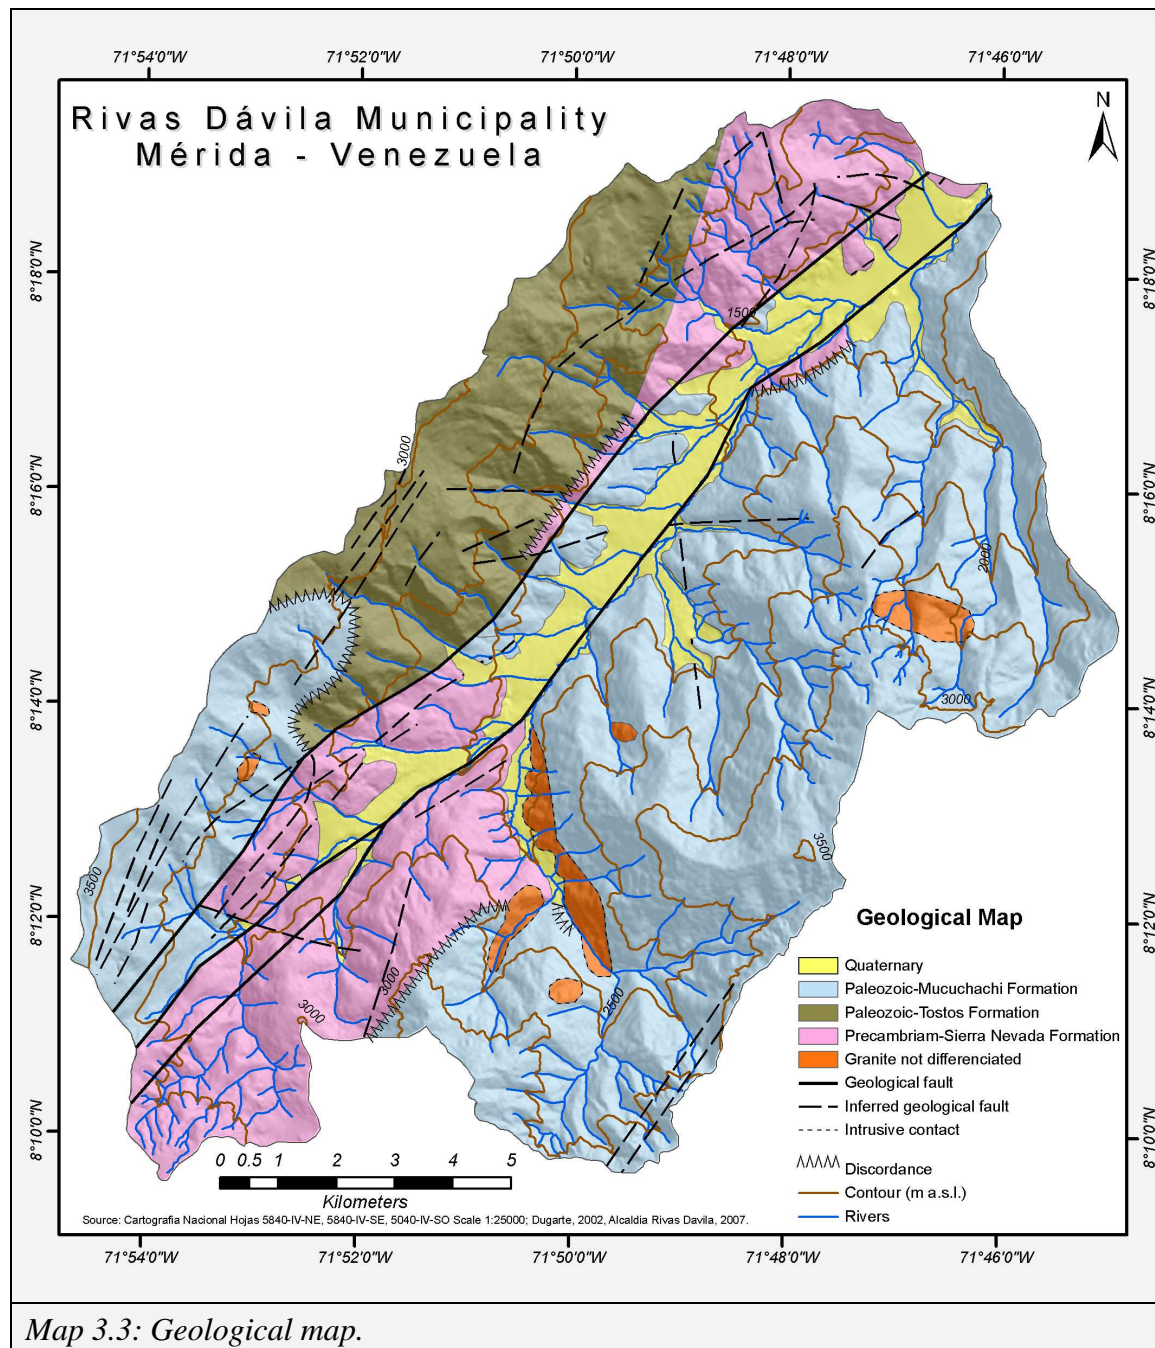 71°54'0"W 71°52'0"W 71°50'0"W 71°48'0"W 71°46'0"W
Rivas Dávila Municipality
Mérida - Venezuela
N
8°18'0"N 8°18'0"N
1500
3000
8°16'0"N 8°16'0"N
2000
8°14'0"N 8°14'0"N
3000
3500
3500
8°12'0"N 8°12'0"N
3000
2500
3000
Geological Map
Quaternary
Paleozoic-Mucuchachi Formation
Paleozoic-Tostos Formation
Precambriam-Sierra Nevada Formation
Granite not differenciated
Geological fault
Inferred geological fault
Intrusive contact
Discordance
Contour (m a.s.l.)
Rivers
8°10'0"N 8°10'0"N
0 0.5 1 2 3 4 5
Kilometers
Source: Cartografia Nacional Hojas 5840-IV-NE, 5840-IV-SE, 5040-IV-SO Scale 1:25000; Dugarte, 2002, Alcaldia Rivas Davila, 2007.
71°54'0"W 71°52'0"W 71°50'0"W 71°48'0"W 71°46'0"W
Map 3.3: Geological map.